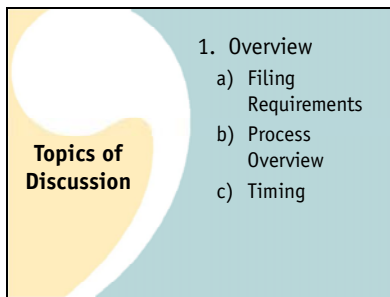 Topics of
Discussion
1. Overview
a) Filing
Requirements
b) Process
Overview
c) Timing